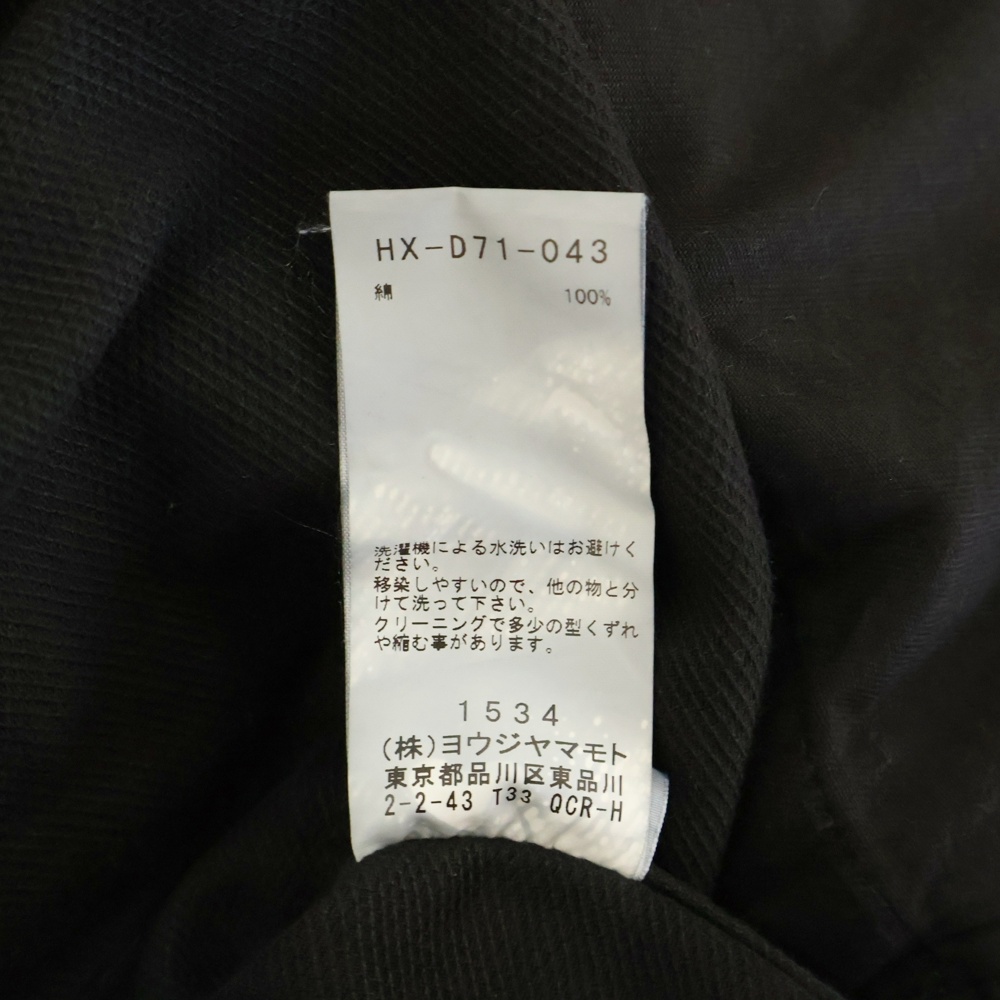 HX-D71-043
綿 100%
洗濯機による水洗いはお避けく
ださい。
移染しやすいので、他の物と分
けて洗って下さい。
クリーニングで多少の型くずれ
や縮む事があります。
1534
(株)ヨウジヤマモト
東京都品川区東品川
2-2-43 T33 QCR-H